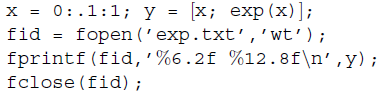 x = 0:.1:1; y = [x; exp(x)];
fid = fopen('exp.txt','wt');
fprintf(fid,'%6.2f %12.8f\n',y);
fclose(fid);